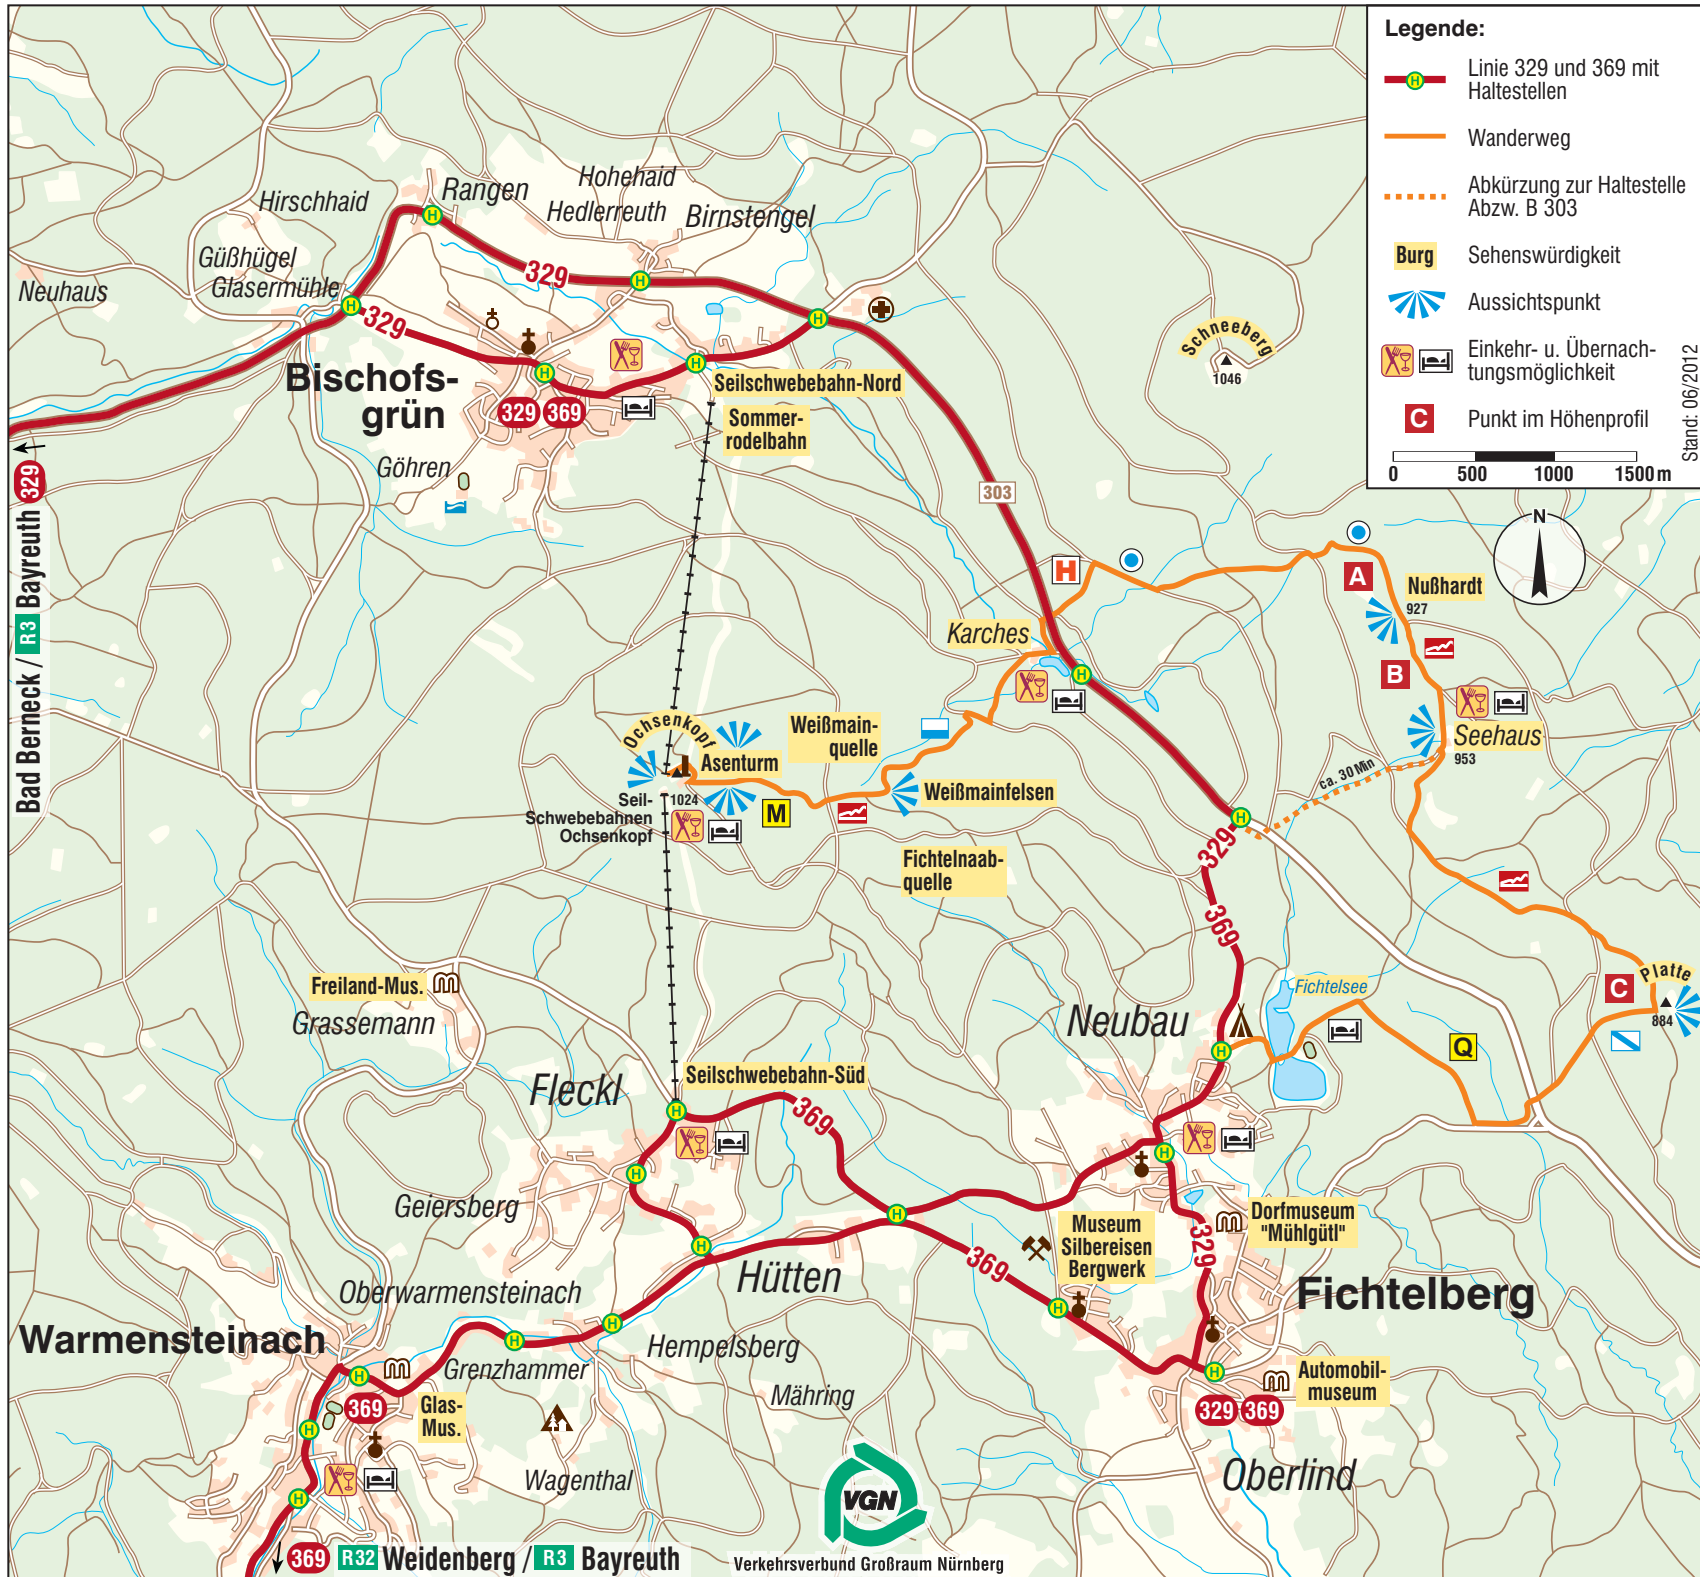 Legende:
Linie 329 und 369 mit
Haltestellen
Wanderweg
Abkürzung zur Haltestelle
Abzw. B 303
Burg
Sehenswürdigkeit
Aussichtspunkt
Einkehr- u. Übernach-
tungsmöglichkeit
C
Punkt im Höhenprofil
0 500 1000 1500 m
Stand: 06/2012
N
Hirschhaid
Rangen
Hohehaid
Hedlerreuth
Birnstengel
Güßhügel
Glasermühle
Neuhaus
329
329
Bischofs-
grün
329 369
Göhren
Seilschwebebahn-Nord
Sommer-
rodelbahn
Schneeberg
1046
303
329
Bad Berneck / R3 Bayreuth
H
Karches
A
Nußhardt
927
B
Seehaus
953
ca. 30 Min
Ochsenkopf
Asenturm
1024
Seil-
Schwebebahnen
Ochsenkopf
M
Weißmain-
quelle
Weißmainfelsen
Fichtelnaab-
quelle
329
369
Freiland-Mus.
Grassemann
Neubau
Fichtelsee
C
Platte
884
Q
Fleckl
Seilschwebebahn-Süd
369
Geiersberg
Hütten
Museum
Silbereisen
Bergwerk
Dorfmuseum
"Mühlgütl"
329
369
Fichtelberg
Oberwarmensteinach
Warmensteinach
Grenzhammer
Hempelsberg
Mähring
369
Glas-
Mus.
Wagenthal
Automobil-
museum
329 369
Oberlind
VGN
Verkehrsverbund Großraum Nürnberg
369 R32 Weidenberg / R3 Bayreuth